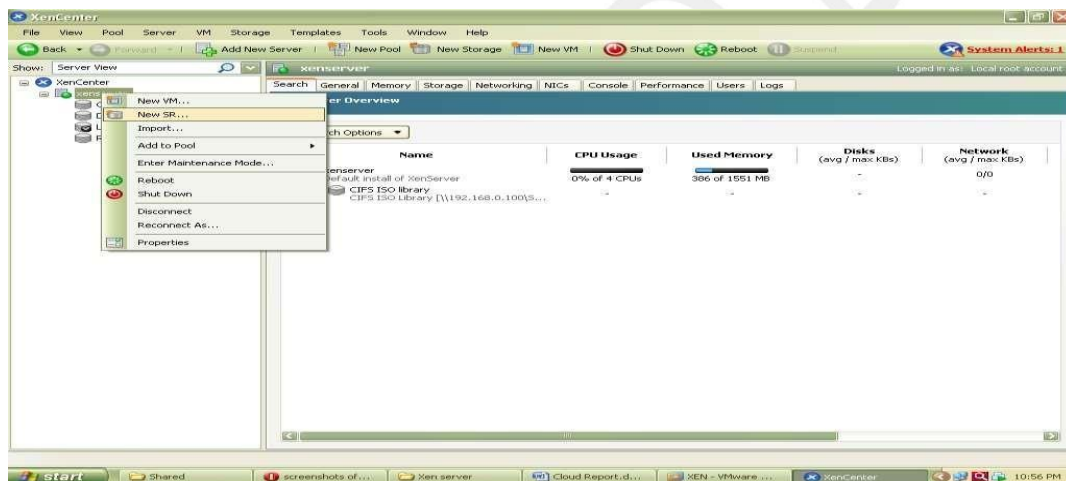 XenCenter
File View Pool Server VM Storage Templates Tools Window Help
Back Forward Add New Server New Pool New Storage New VM Shut Down Reboot Suspend System Alerts: 1
Show: Server View xenserver Logged in as: Local root account
XenCenter
Search General Memory Storage Networking NICs Console Performance Users Logs
er Overview
New VM...
New SR...
Import...
Add to Pool
Enter Maintenance Mode...
Reboot
Shut Down
Disconnect
Reconnect As...
Properties
ch Options
Name CPU Usage Used Memory Disks (avg / max KBs) Network (avg / max KBs)
enserver 0% of 4 CPUs 386 of 1551 MB - 0/0
efault install of XenServer
CIFS ISO library - - - -
CIFS ISO Library [\\192.168.0.100\S...
start Shared screenshots of... Xen server Cloud Report.d... XEN - VMware ... XenCenter 10:56 PM